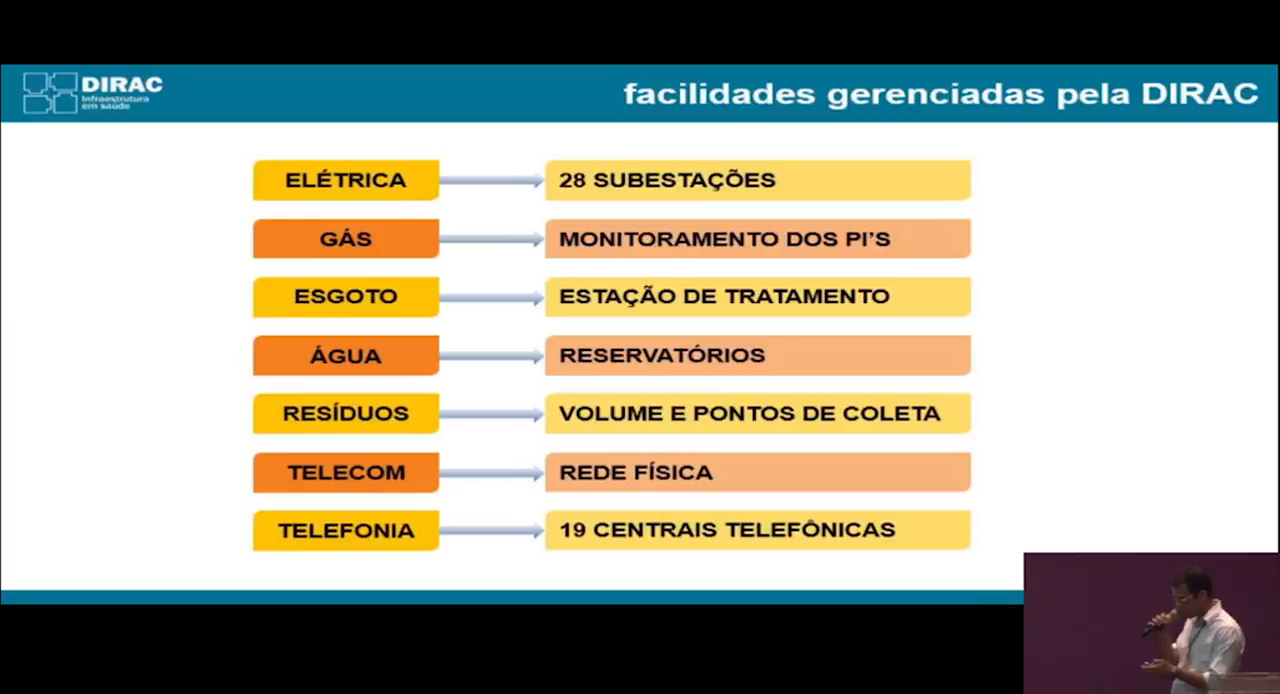 DIRAC
Infraestrutura
em saúde
facilidades gerenciadas pela DIRAC
ELÉTRICA
28 SUBESTAÇÕES
GÁS
MONITORAMENTO DOS PI'S
ESGOTO
ESTAÇÃO DE TRATAMENTO
ÁGUA
RESERVATÓRIOS
RESÍDUOS
VOLUME E PONTOS DE COLETA
TELECOM
REDE FÍSICA
TELEFONIA
19 CENTRAIS TELEFÔNICAS